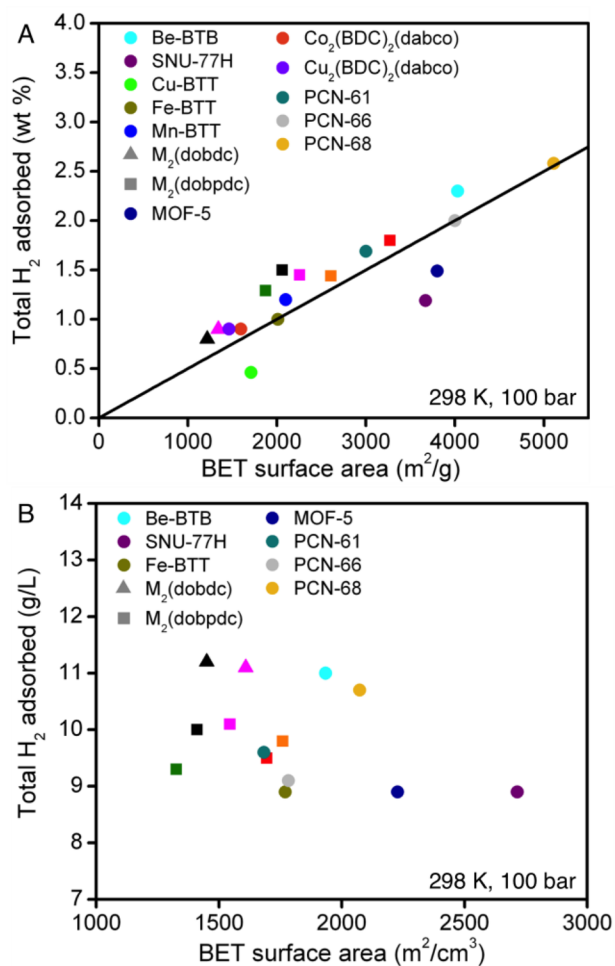 A
Total H2 adsorbed (wt %)
4.0
3.5
3.0
2.5
2.0
1.5
1.0
0.5
0.0
Be-BTB
SNU-77H
Cu-BTT
Fe-BTT
Mn-BTT
M2(dobdc)
M2(dobpdc)
MOF-5
Co2(BDC)2(dabco)
Cu2(BDC)2(dabco)
PCN-61
PCN-66
PCN-68
298 K, 100 bar
0 1000 2000 3000 4000 5000
BET surface area (m2/g)
B
Total H2 adsorbed (g/L)
14
13
12
11
10
9
8
7
Be-BTB
SNU-77H
Fe-BTT
M2(dobdc)
M2(dobpdc)
MOF-5
PCN-61
PCN-66
PCN-68
298 K, 100 bar
1000 1500 2000 2500 3000
BET surface area (m2/cm3)